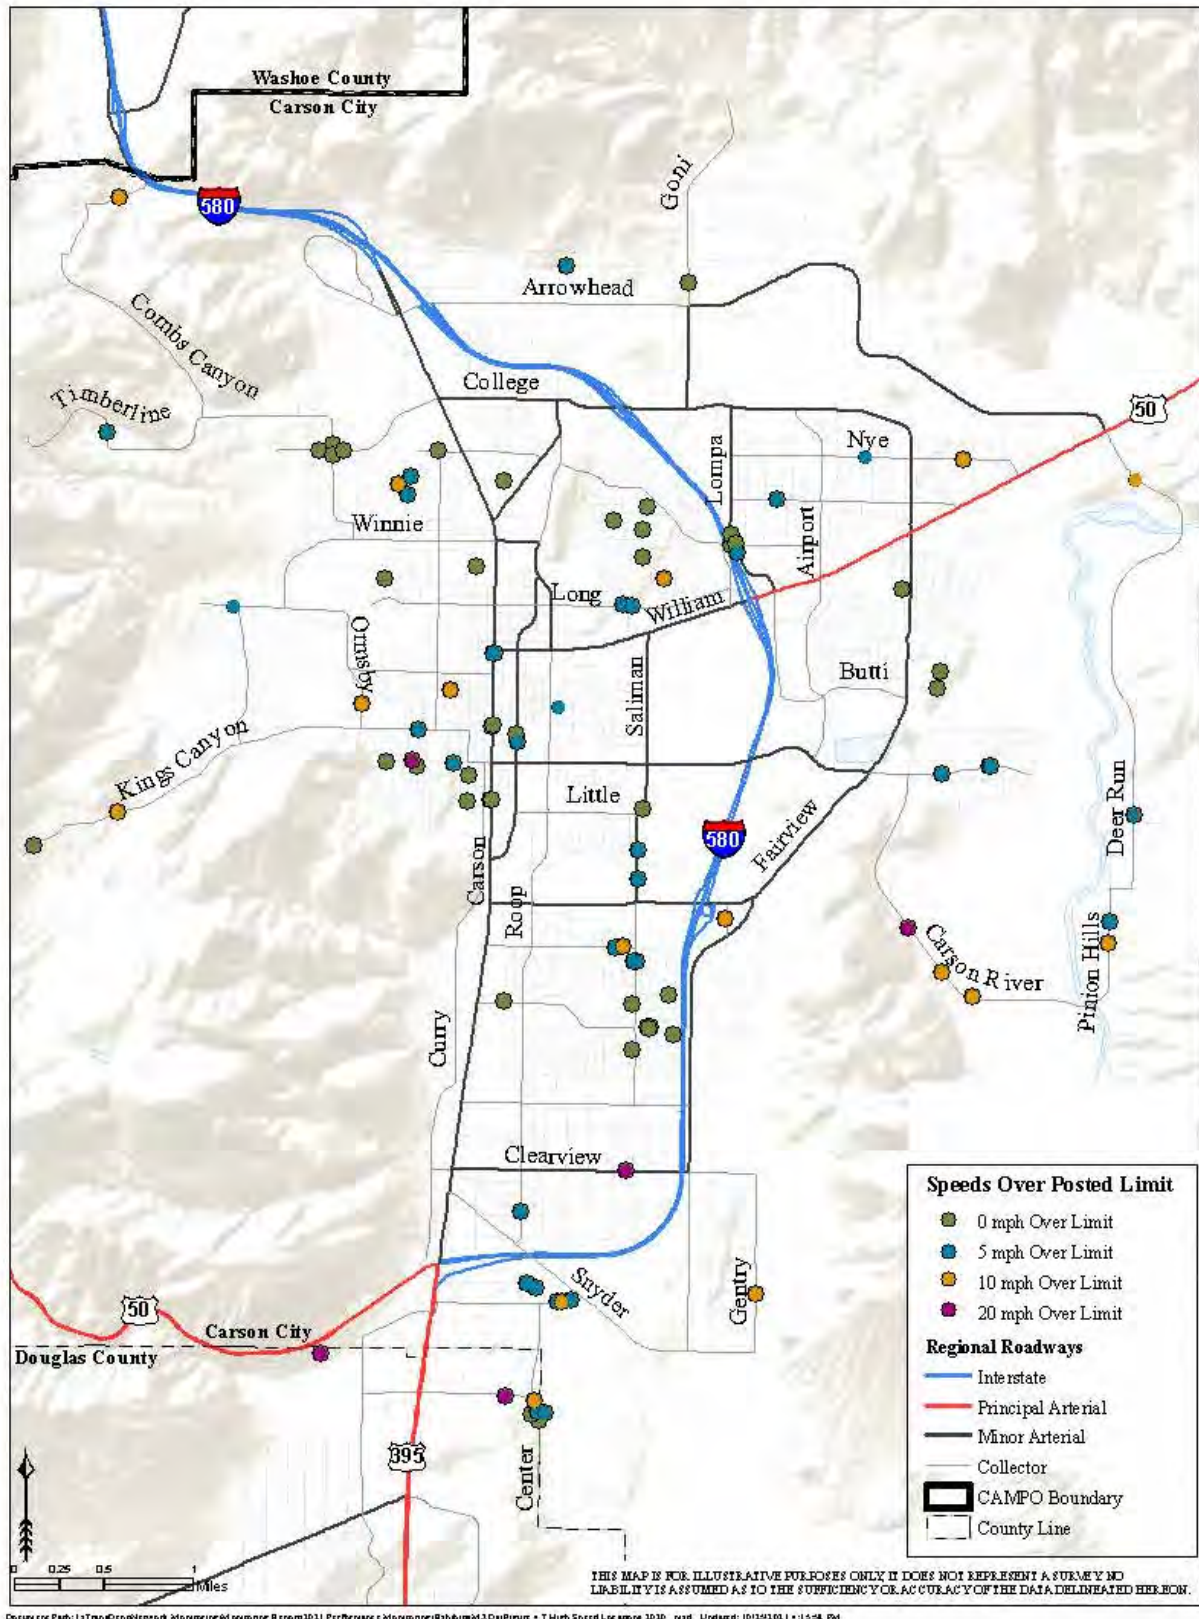 Washoe County
Carson City
Goni
580
Arrowhead
Combs Canyon
College
Timberline
50
Nye
Lompa
Winnie
Airport
Long
William
Ormsby
Saliman
Butti
Kings Canyon
Little
580
Fairview
Deer Run
Carson
Roop
Carson River
Pinion Hills
Curry
Clearview
Snyder
Gentry
50
Carson City
Douglas County
395
Center
Speeds Over Posted Limit
0 mph Over Limit
5 mph Over Limit
10 mph Over Limit
20 mph Over Limit
Regional Roadways
Interstate
Principal Arterial
Minor Arterial
Collector
CAMPO Boundary
County Line
0 0.25 0.5 1
Miles
THIS MAP IS FOR ILLUSTRATIVE PURPOSES ONLY, IT DOES NOT REPRESENT A SURVEY. NO
LIABILITY IS ASSUMED AS TO THE SUFFICIENCY OR ACCURACY OF THE DATA DELINEATED HEREON.